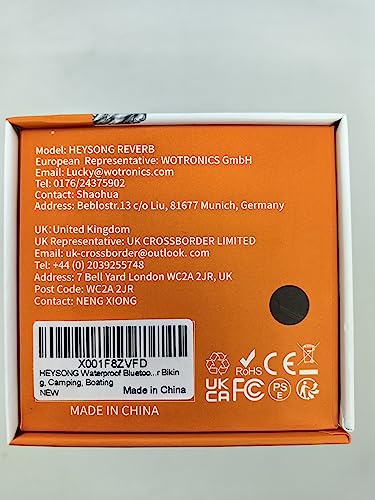 Model: HEYSONG REVERB
European Representative: WOTRONICS GmbH
Email: Lucky@wotronics.com
Tel: 0176/24375902
Contact: Shaohua
Address: Beblostr.13 c/o Liu, 81677 Munich, Germany
UK: United Kingdom
UK Representative: UK CROSSBORDER LIMITED
Email: uk-crossborder@outlook. com
Tel: +44 (0) 2039255748
Address: 7 Bell Yard London WC2A 2JR, UK
Post Code: WC2A 2JR
Contact: NENG XIONG
X001F8ZVFD
HEYSONG Waterproof Bluetoo...r Bikin
g, Camping, Boating
NEW Made in China
RoHS CE
UK CA FC PS E
MADE IN CHINA